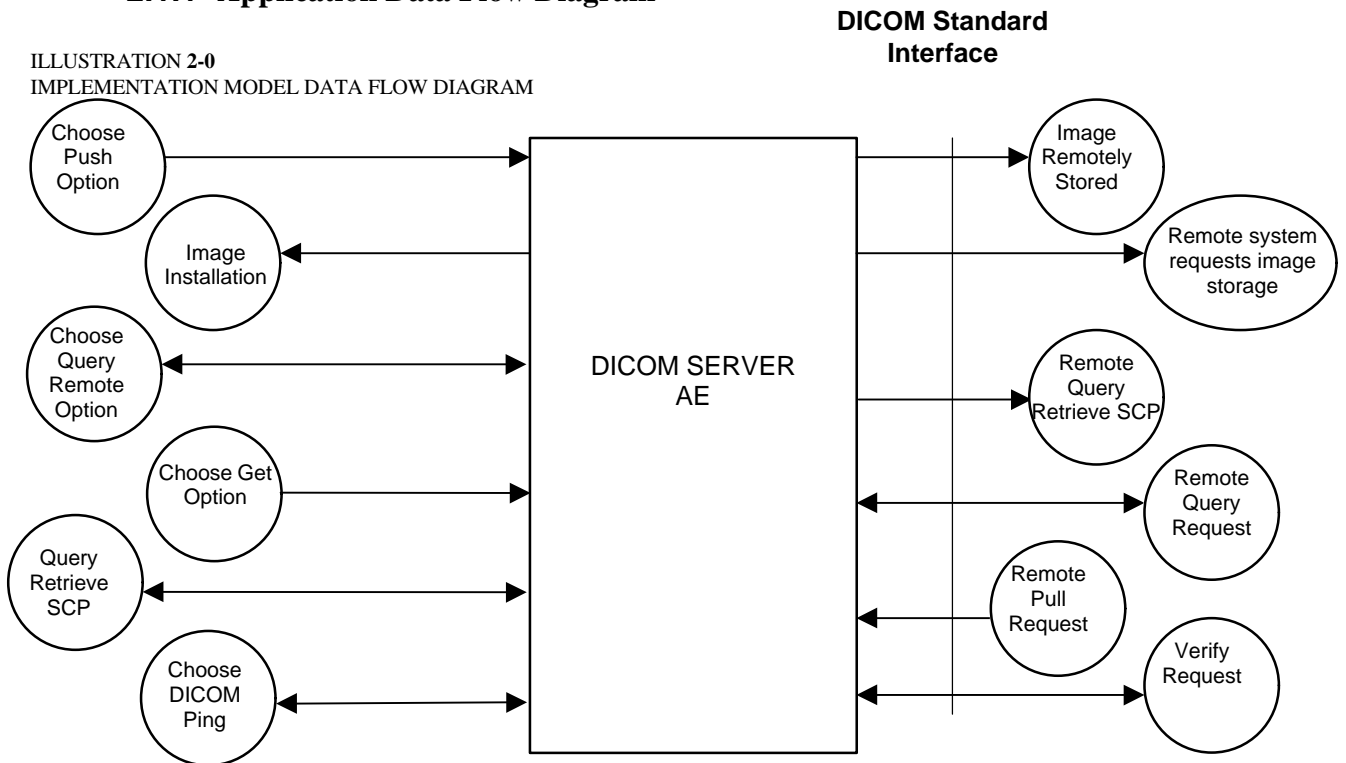 DICOM Standard
Interface
ILLUSTRATION 2-0
IMPLEMENTATION MODEL DATA FLOW DIAGRAM
Choose
Push
Option
Image
Installation
Choose
Query
Remote
Option
Choose Get
Option
Query
Retrieve
SCP
Choose
DICOM
Ping
DICOM SERVER
AE
Image
Remotely
Stored
Remote system
requests image
storage
Remote
Query
Retrieve SCP
Remote
Query
Request
Remote
Pull
Request
Verify
Request